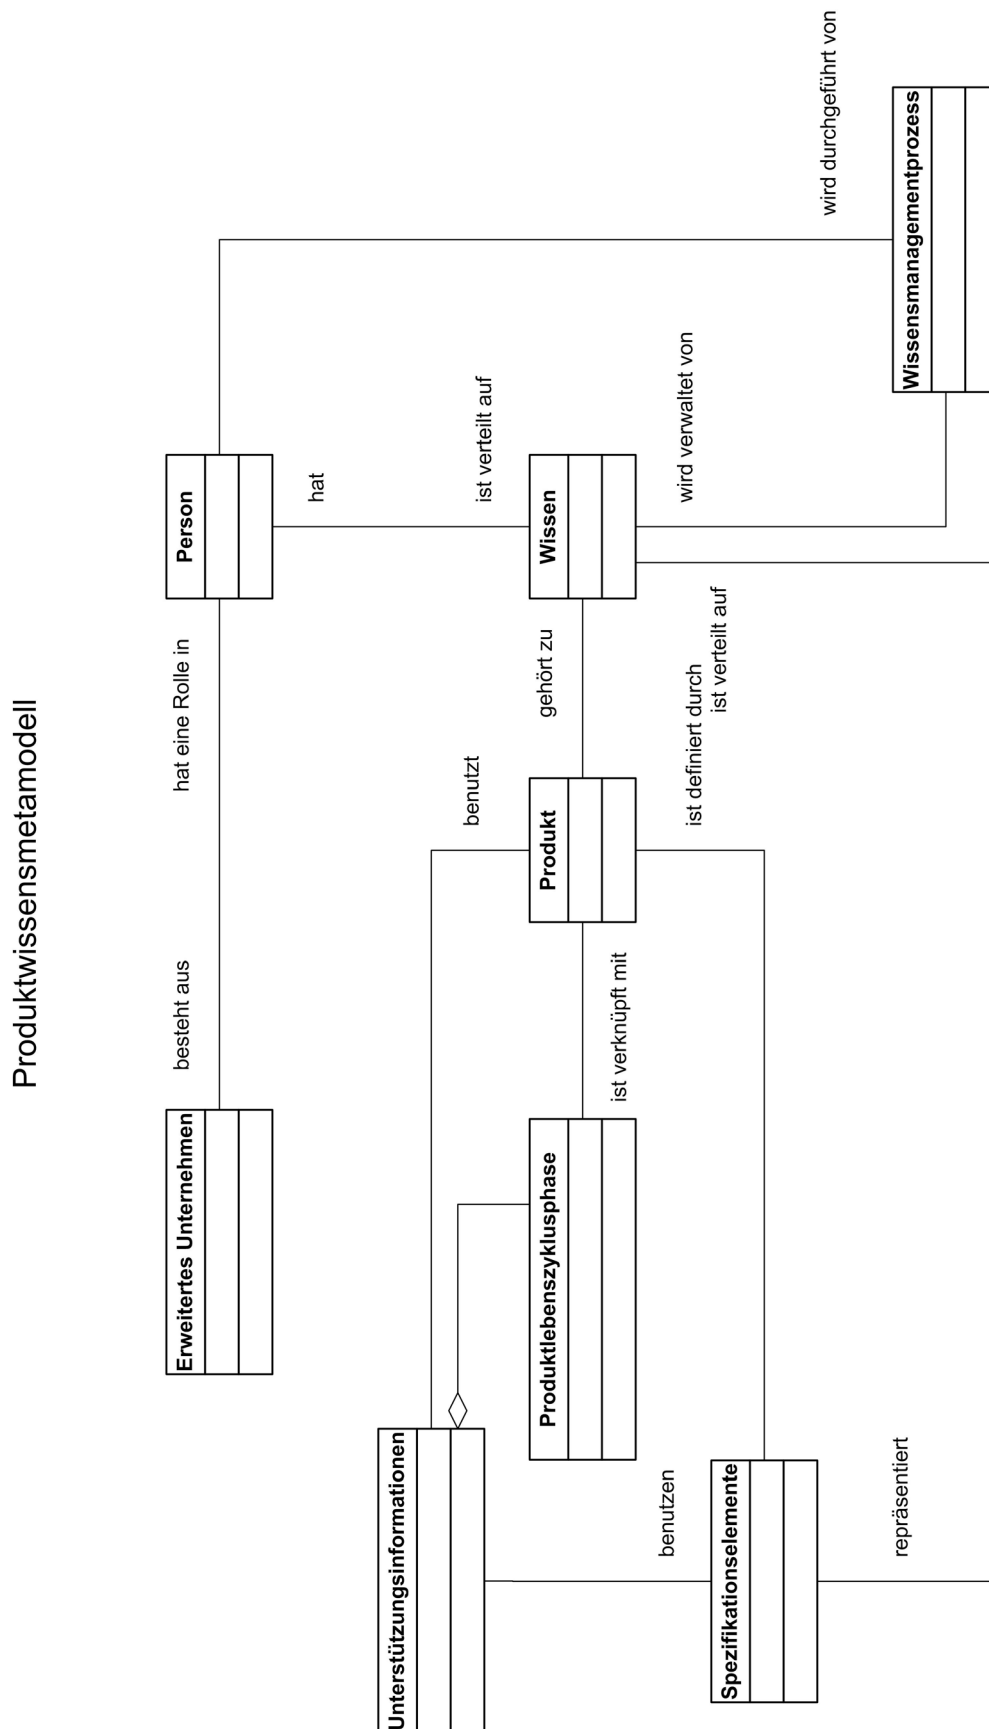 Produktwissensmetamodell
Erweitertes Unternehmen
besteht aus
hat eine Rolle in
Person
hat
Unterstützungsinformationen
benutzt
ist verteilt auf
Produktlebenszyklusphase
Produkt
gehört zu
Wissen
ist verknüpft mit
benutzen
ist definiert durch
wird verwaltet von
ist verteilt auf
Spezifikationselemente
wird durchgeführt von
repräsentiert
Wissensmanagementprozess